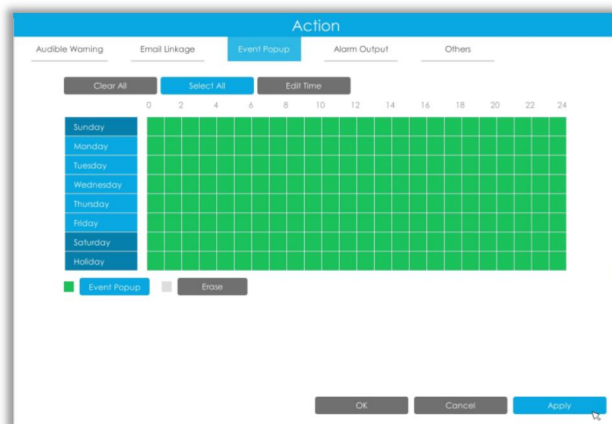 Action
Audible Warning Email Linkage Event Popup Alarm Output Others
Clear All Select All Edit Time
0 2 4 6 8 10 12 14 16 18 20 22 24
Sunday
Monday
Tuesday
Wednesday
Thursday
Friday
Saturday
Holiday
Event Popup Erase
OK Cancel Apply